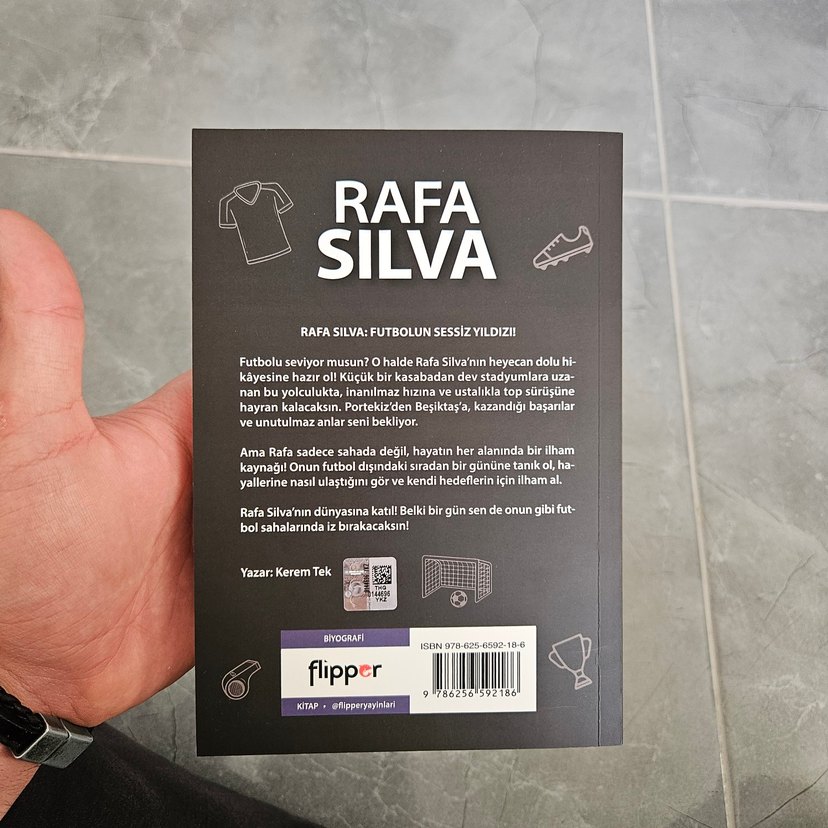 RAFA
SILVA
RAFA SILVA: FUTBOLUN SESSİZ YILDIZI!
Futbolu seviyor musun? O halde Rafa Silva'nın heyecan dolu hi-
kâyesine hazır ol! Küçük bir kasabadan dev stadyumlara uza-
nan bu yolculukta, inanılmaz hızına ve ustalıkla top sürüşüne
hayran kalacaksın. Portekiz'den Beşiktaş'a, kazandığı başarılar
ve unutulmaz anlar seni bekliyor.
Ama Rafa sadece sahada değil, hayatın her alanında bir ilham
kaynağı! Onun futbol dışındaki sıradan bir gününe tanık ol, ha-
yallerine nasıl ulaştığını gör ve kendi hedeflerin için ilham al.
Rafa Silva'nın dünyasına katıl! Belki bir gün sen de onun gibi fut-
bol sahalarında iz bırakacaksın!
Yazar: Kerem Tek
THG
0144696
YKZ
BİYOGRAFİ
flipper
KİTAP • @flipperyayinlari
ISBN 978-625-6592-18-6
9 786256 592186